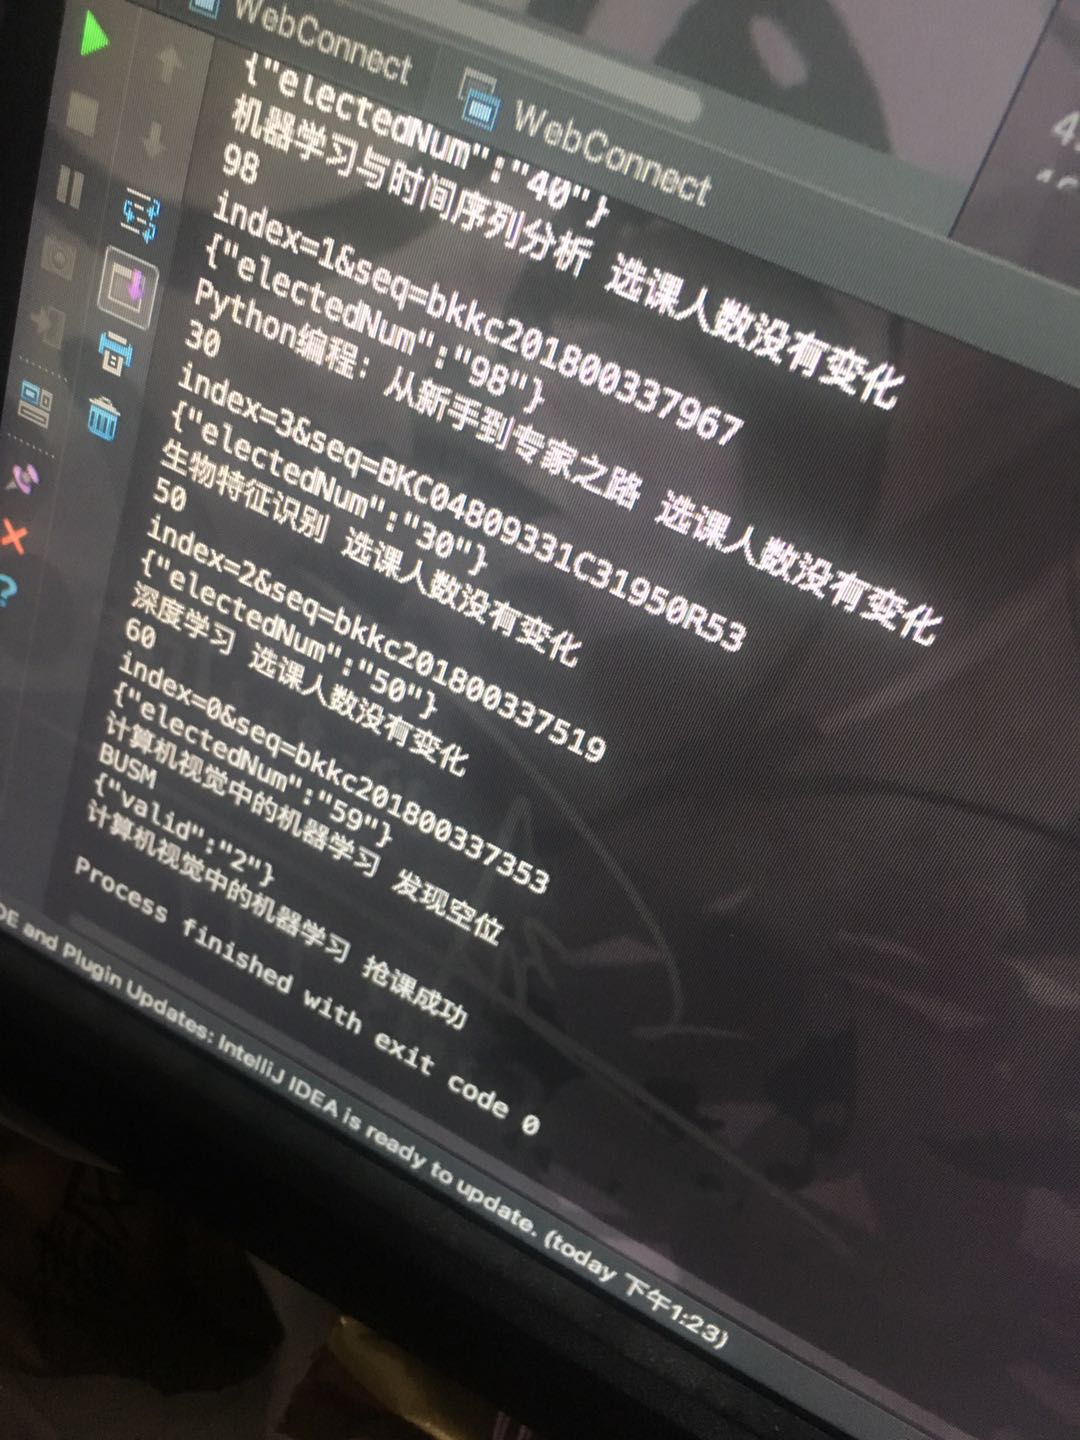 WebConnect
WebConnect
{"electedNum":"40"}
机器学习与时间序列分析 选课人数没有变化
98
index=1&seq=bkkc201800337967
{"electedNum":"98"}
Python编程：从新手到专家之路 选课人数没有变化
30
index=3&seq=BKC04809331C31950R53
{"electedNum":"30"}
生物特征识别 选课人数没有变化
50
index=2&seq=bkkc201800337519
{"electedNum":"50"}
深度学习 选课人数没有变化
60
index=0&seq=bkkc201800337353
{"electedNum":"59"}
计算机视觉中的机器学习 发现空位
BUSM
{"valid":"2"}
计算机视觉中的机器学习 抢课成功
Process finished with exit code 0
and Plugin Updates: IntelliJ IDEA is ready to update. (today 下午1:23)